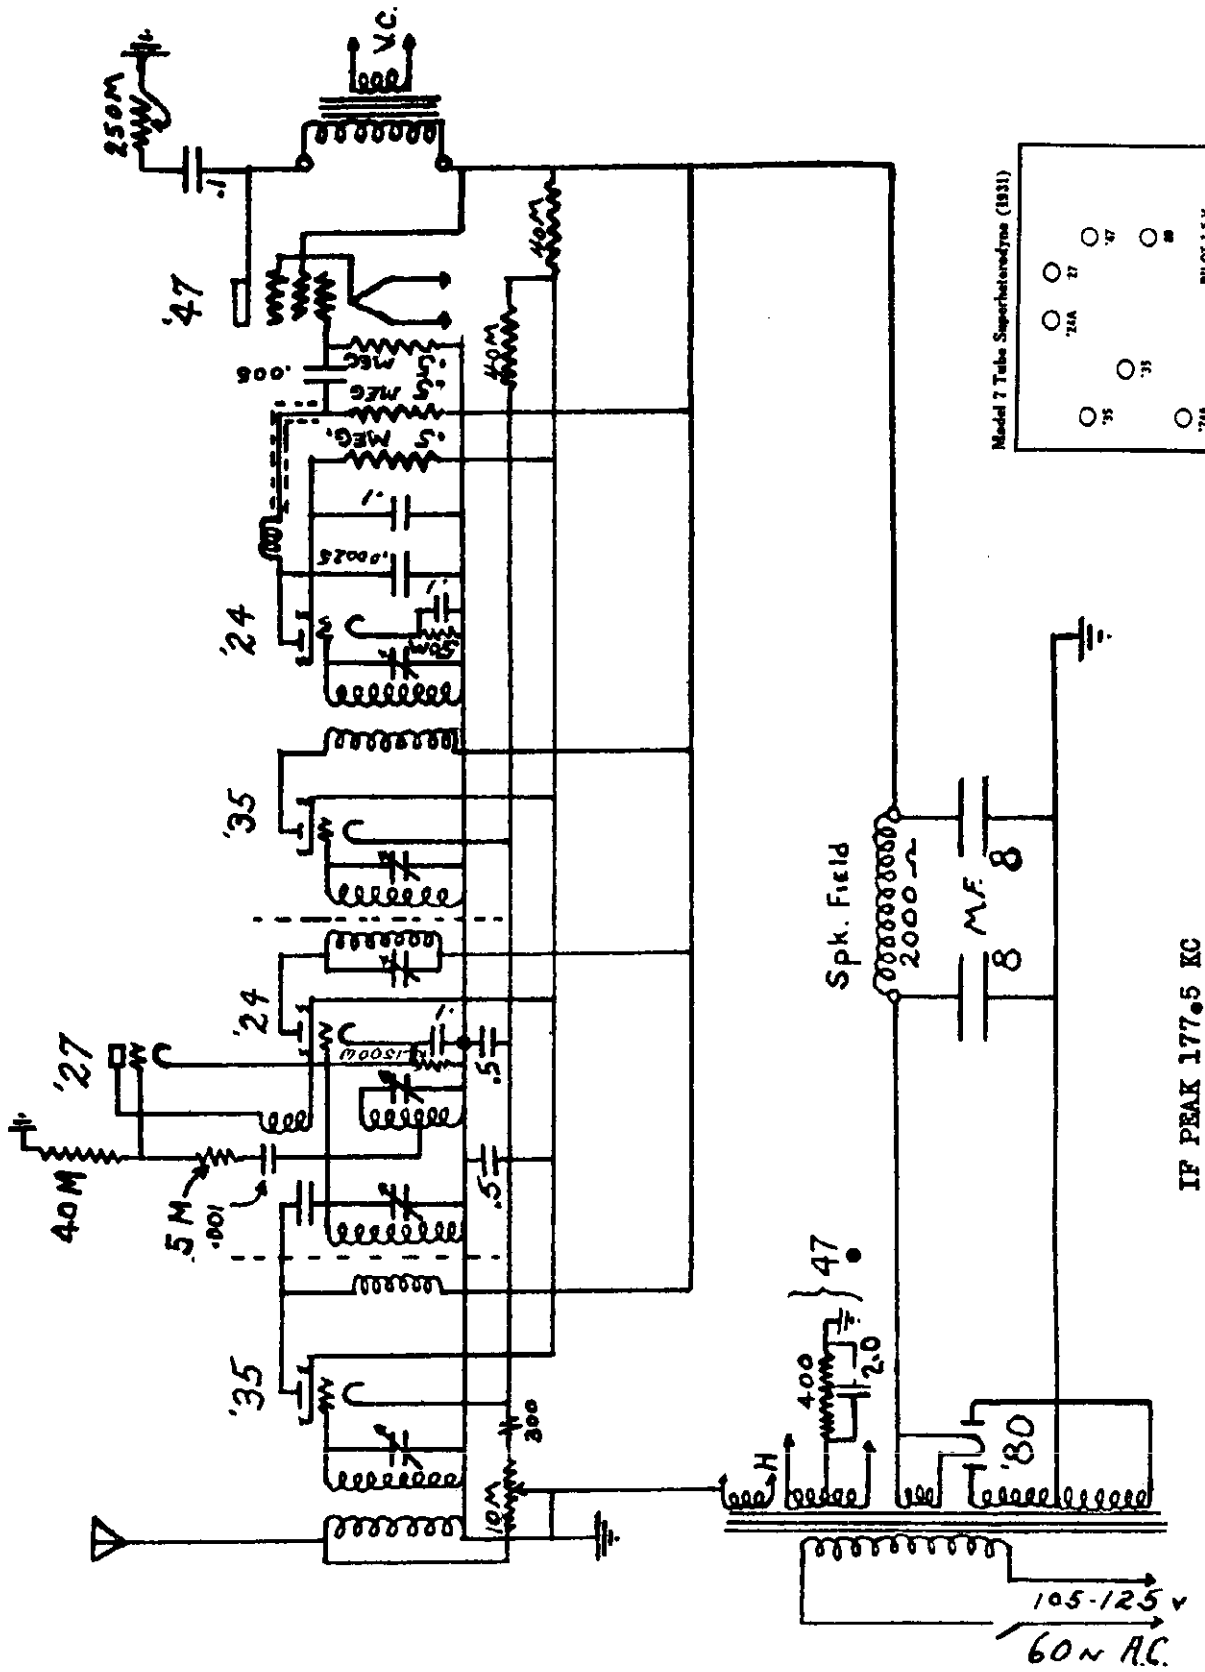 250M
.1
V.C.
'47
.005
.5 MEG
MEG
.5 MEG.
40M
40M
.1
.00025
.1
50M
'24
'35
'24
'27
1500ω
.1
.5
.5
40M
.5M
.001
'35
300
10M
Spk. Field
2000 Ω
8 M.F. 8
} 47
400
2.0
H
'80
105-125 v
60~ A.C.
IF PEAK 177.5 KC
Model 7 Tube Superheterodyne (1931)
'24A
'27
'47
'35
80
'35
'24A